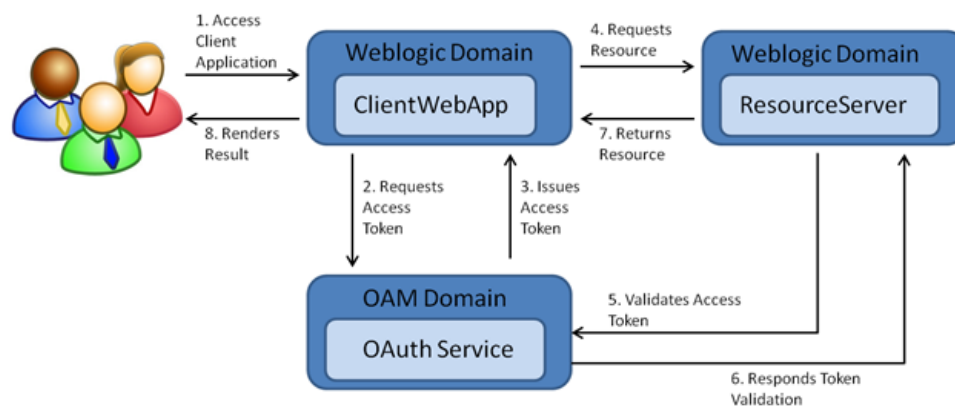 1. Access
Client
Application
Weblogic Domain
ClientWebApp
4. Requests
Resource
Weblogic Domain
ResourceServer
8. Renders
Result
7. Returns
Resource
2. Requests
Access
Token
3. Issues
Access
Token
OAM Domain
OAuth Service
5. Validates Access
Token
6. Responds Token
Validation